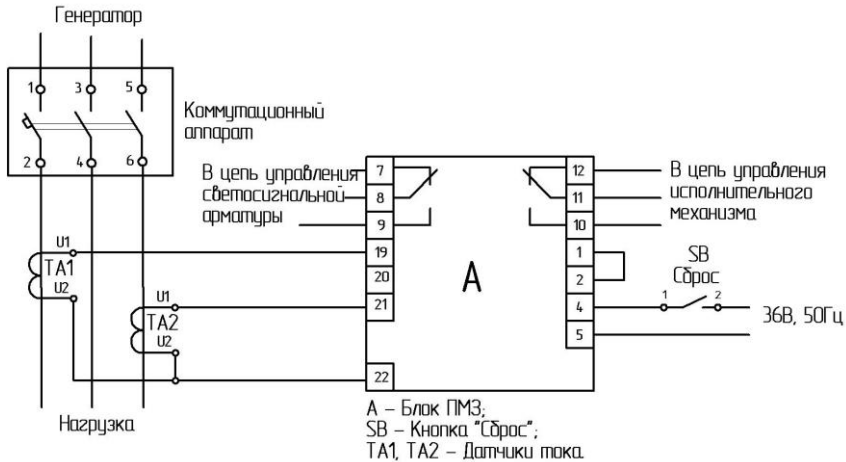 Генератор
1 3 5
Коммутационный
аппарат
2 4 6
В цепь управления
светосигнальной
арматуры
7
8
9
19
20
21
22
A
12
11
10
1
2
4
5
В цепь управления
исполнительного
механизма
SB
Сброс
1 2
36В, 50Гц
U1
TA1
U2
U1
TA2
U2
Нагрузка
А – Блок ПМЗ;
SB – Кнопка "Сброс";
ТА1, ТА2 – Датчики тока